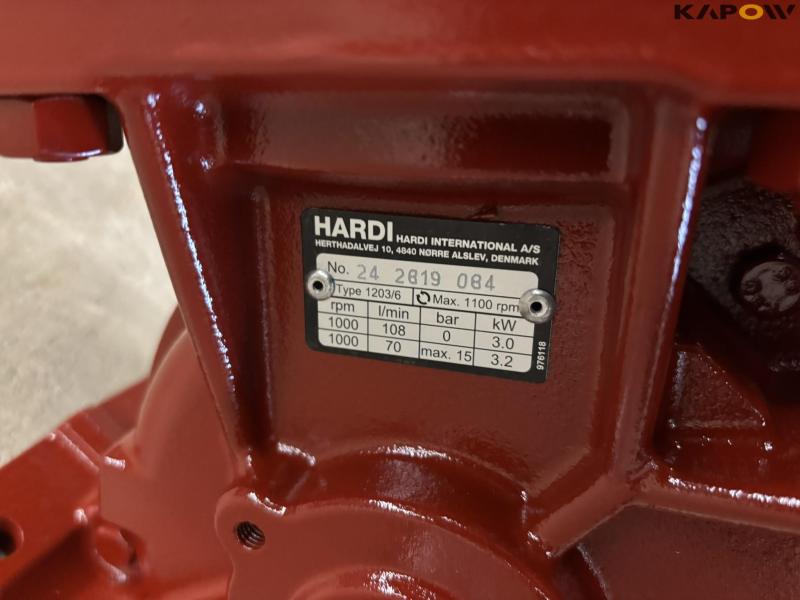 KAPOW
HARDI HARDI INTERNATIONAL A/S
HERTHADALVEJ 10, 4840 NØRRE ALSLEV, DENMARK
No. 24 2819 084
Type 1203/6 Max. 1100 rpm
rpm l/min bar kW
1000 108 0 3.0
1000 70 max. 15 3.2
976118